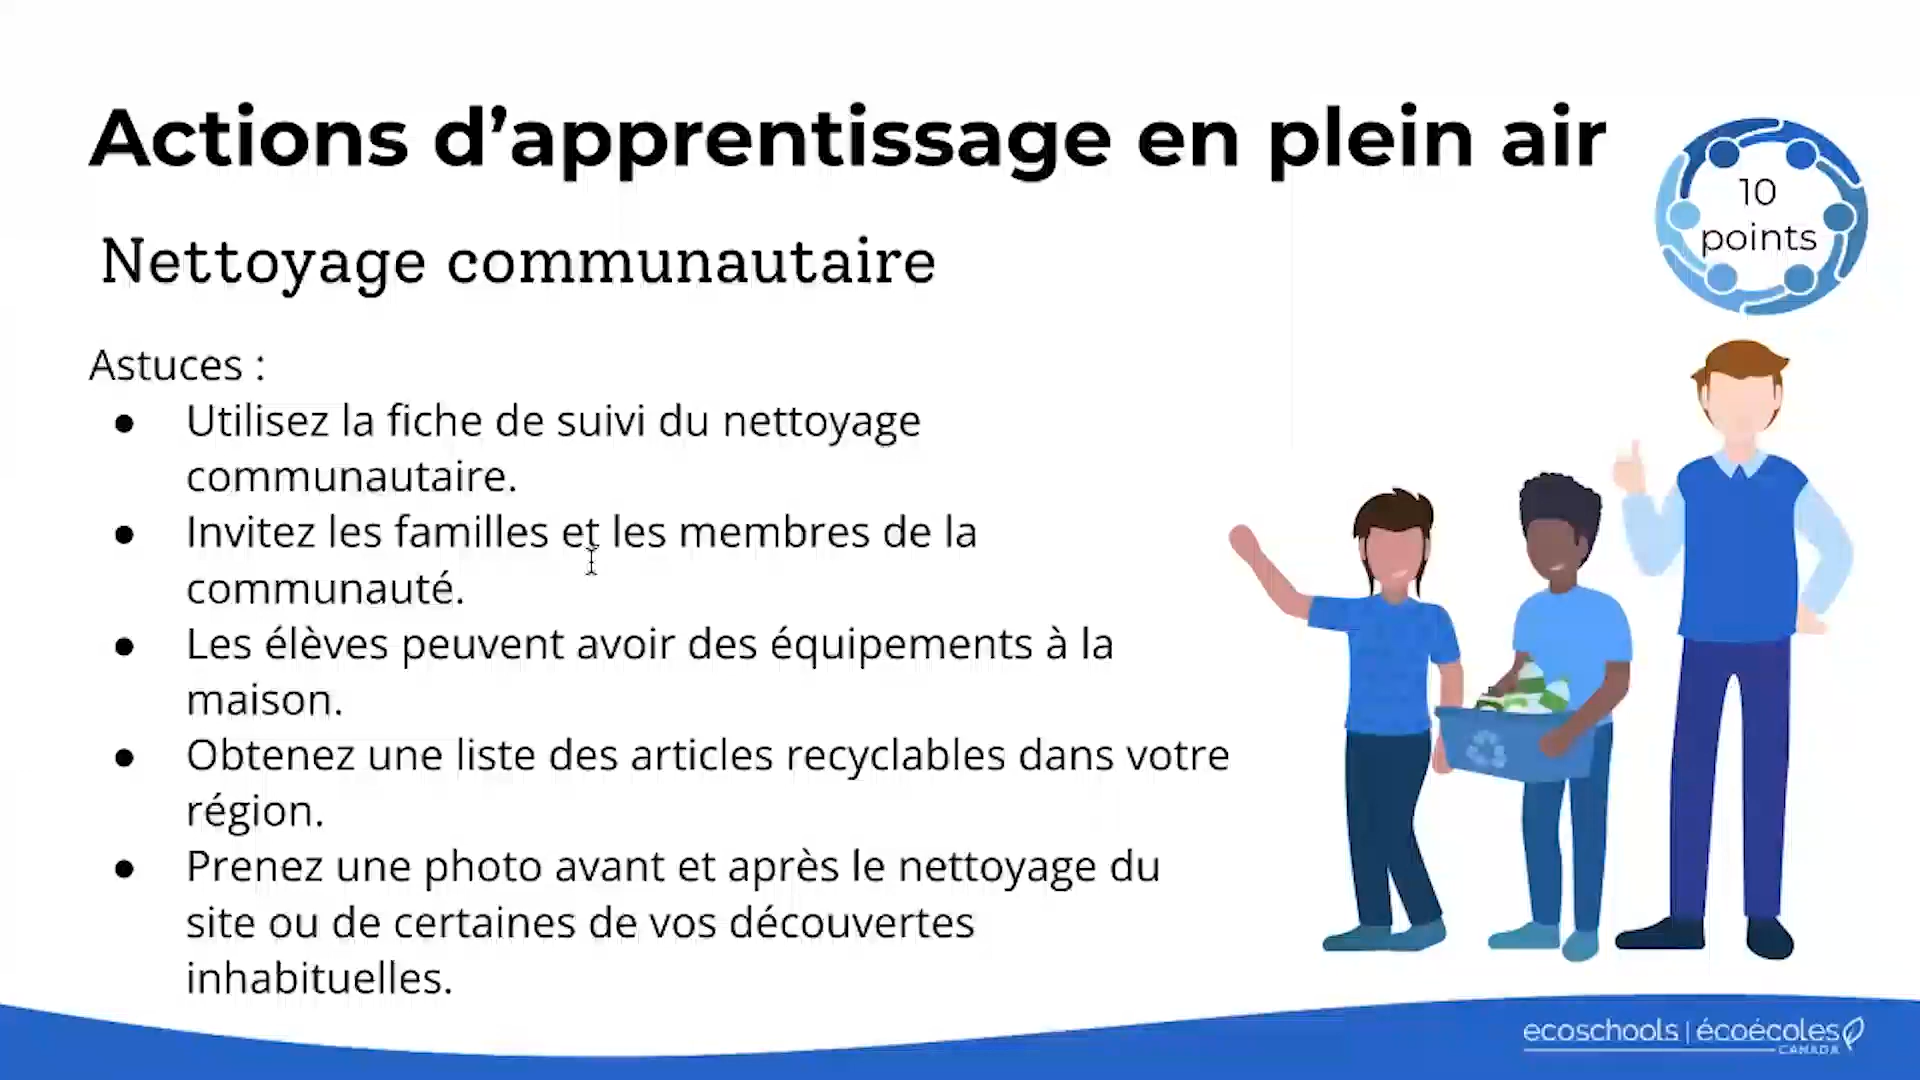 Actions d’apprentissage en plein air
10
points
Nettoyage communautaire
Astuces :
● Utilisez la fiche de suivi du nettoyage
communautaire.
● Invitez les familles et les membres de la
communauté.
● Les élèves peuvent avoir des équipements à la
maison.
● Obtenez une liste des articles recyclables dans votre
région.
● Prenez une photo avant et après le nettoyage du
site ou de certaines de vos découvertes
inhabituelles.
ecoschools | écoécoles
CANADA